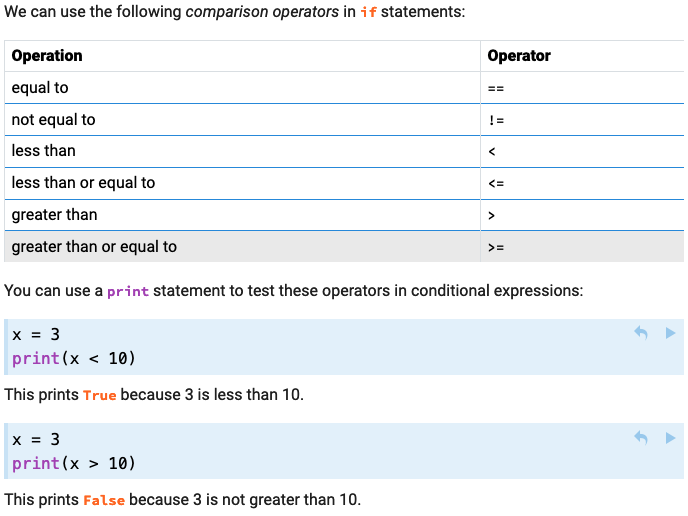 We can use the following comparison operators in if statements:
Operation Operator
equal to ==
not equal to !=
less than <
less than or equal to <=
greater than >
greater than or equal to >=
You can use a print statement to test these operators in conditional expressions:
x = 3
print(x < 10)
This prints True because 3 is less than 10.
x = 3
print(x > 10)
This prints False because 3 is not greater than 10.